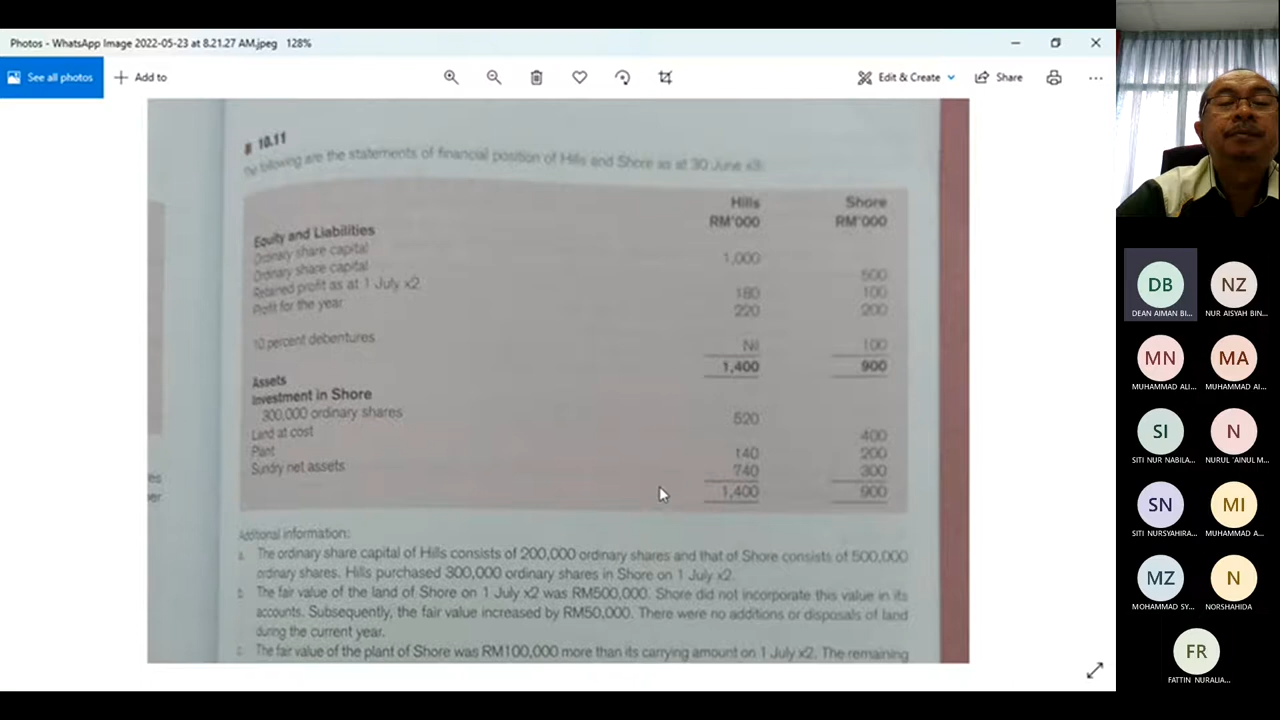 Photos - WhatsApp Image 2022-05-23 at 8.21.27 AM.jpeg 128%
See all photos
Add to
Edit & Create
Share
10.11
following are the statements of financial position of Hills and Shore as at 30 June x3:
Hills Shore
RM'000 RM'000
Equity and Liabilities
Ordinary share capital 1,000
Ordinary share capital 500
Retained profit as at 1 July x2 180 100
Profit for the year 220 200
10 percent debentures Nil 100
1,400 900
Assets
Investment in Shore
300,000 ordinary shares 520
Land at cost 400
Plant 140 200
Sundry net assets 740 300
1,400 900
Additional information:
a. The ordinary share capital of Hills consists of 200,000 ordinary shares and that of Shore consists of 500,000
ordinary shares. Hills purchased 300,000 ordinary shares in Shore on 1 July x2.
b. The fair value of the land of Shore on 1 July x2 was RM500,000. Shore did not incorporate this value in its
accounts. Subsequently, the fair value increased by RM50,000. There were no additions or disposals of land
during the current year.
c. The fair value of the plant of Shore was RM100,000 more than its carrying amount on 1 July x2. The remaining
es
er
DB
DEAN AIMAN BI...
NZ
NUR AISYAH BIN...
MN
MUHAMMAD ALI...
MA
MUHAMMAD AI...
SI
SITI NUR NABILA...
N
NURUL 'AINUL M...
SN
SITI NURSYAHIRA...
MI
MUHAMMAD A...
MZ
MOHAMMAD SY...
N
NORSHAHIDA
FR
FATTIN NURALIA...